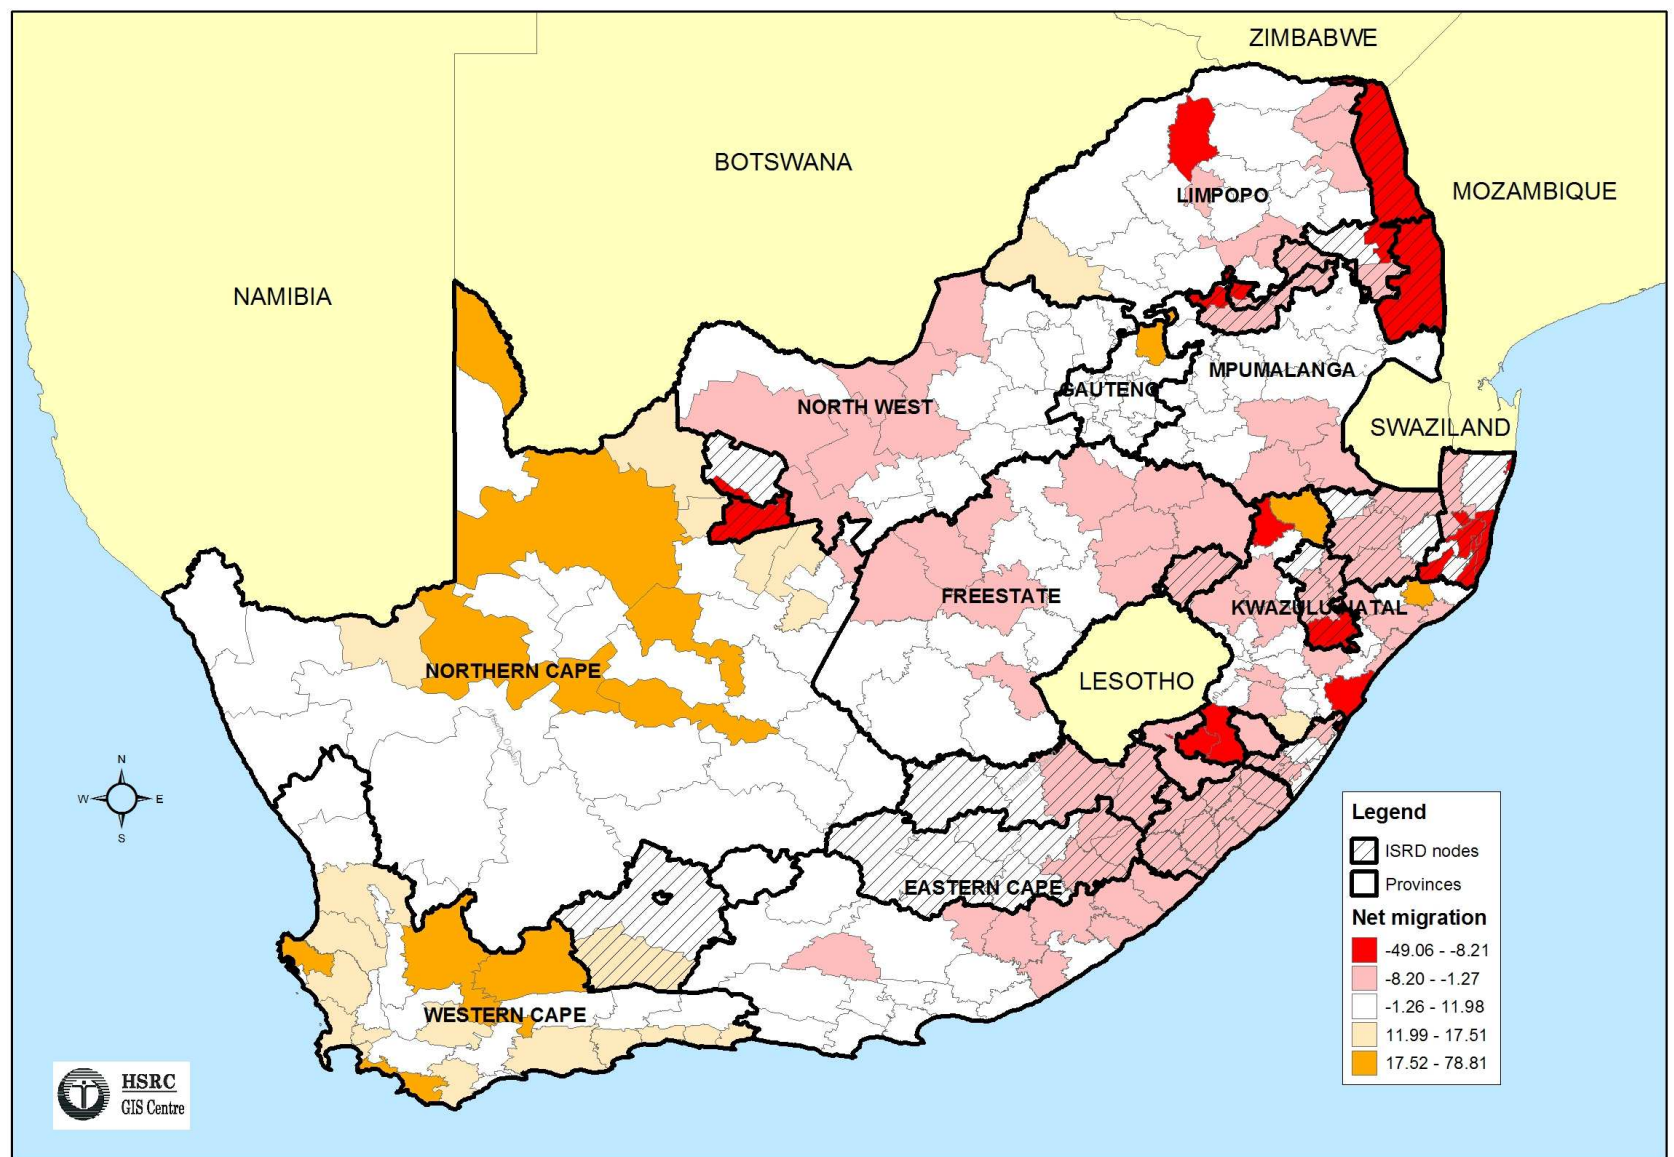 ZIMBABWE
BOTSWANA
MOZAMBIQUE
LIMPOPO
NAMIBIA
MPUMALANGA
GAUTENG
NORTH WEST
SWAZILAND
FREESTATE
KWAZULU NATAL
NORTHERN CAPE
LESOTHO
N
W E
S
EASTERN CAPE
WESTERN CAPE
Legend
ISRD nodes
Provinces
Net migration
-49.06 - -8.21
-8.20 - -1.27
-1.26 - 11.98
11.99 - 17.51
17.52 - 78.81
HSRC
GIS Centre